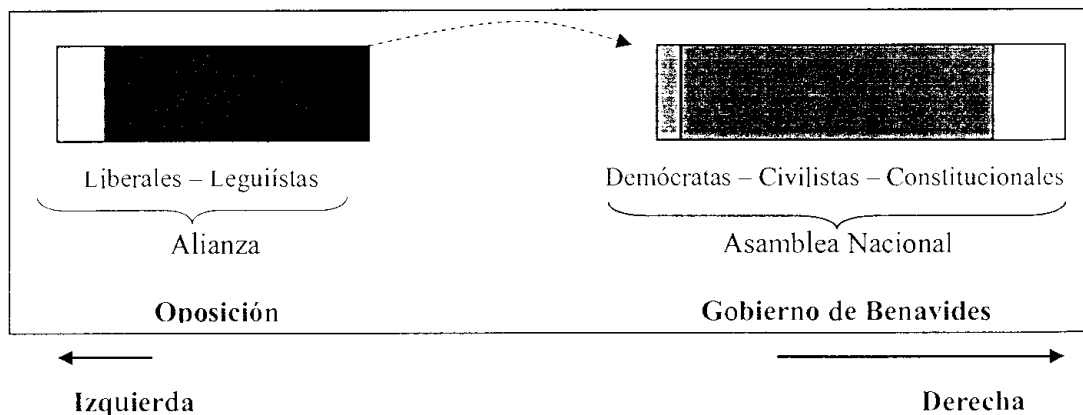 Liberales – Leguiístas
Demócratas – Civilistas – Constitucionales
Alianza
Asamblea Nacional
Oposición
Gobierno de Benavides
Izquierda
Derecha